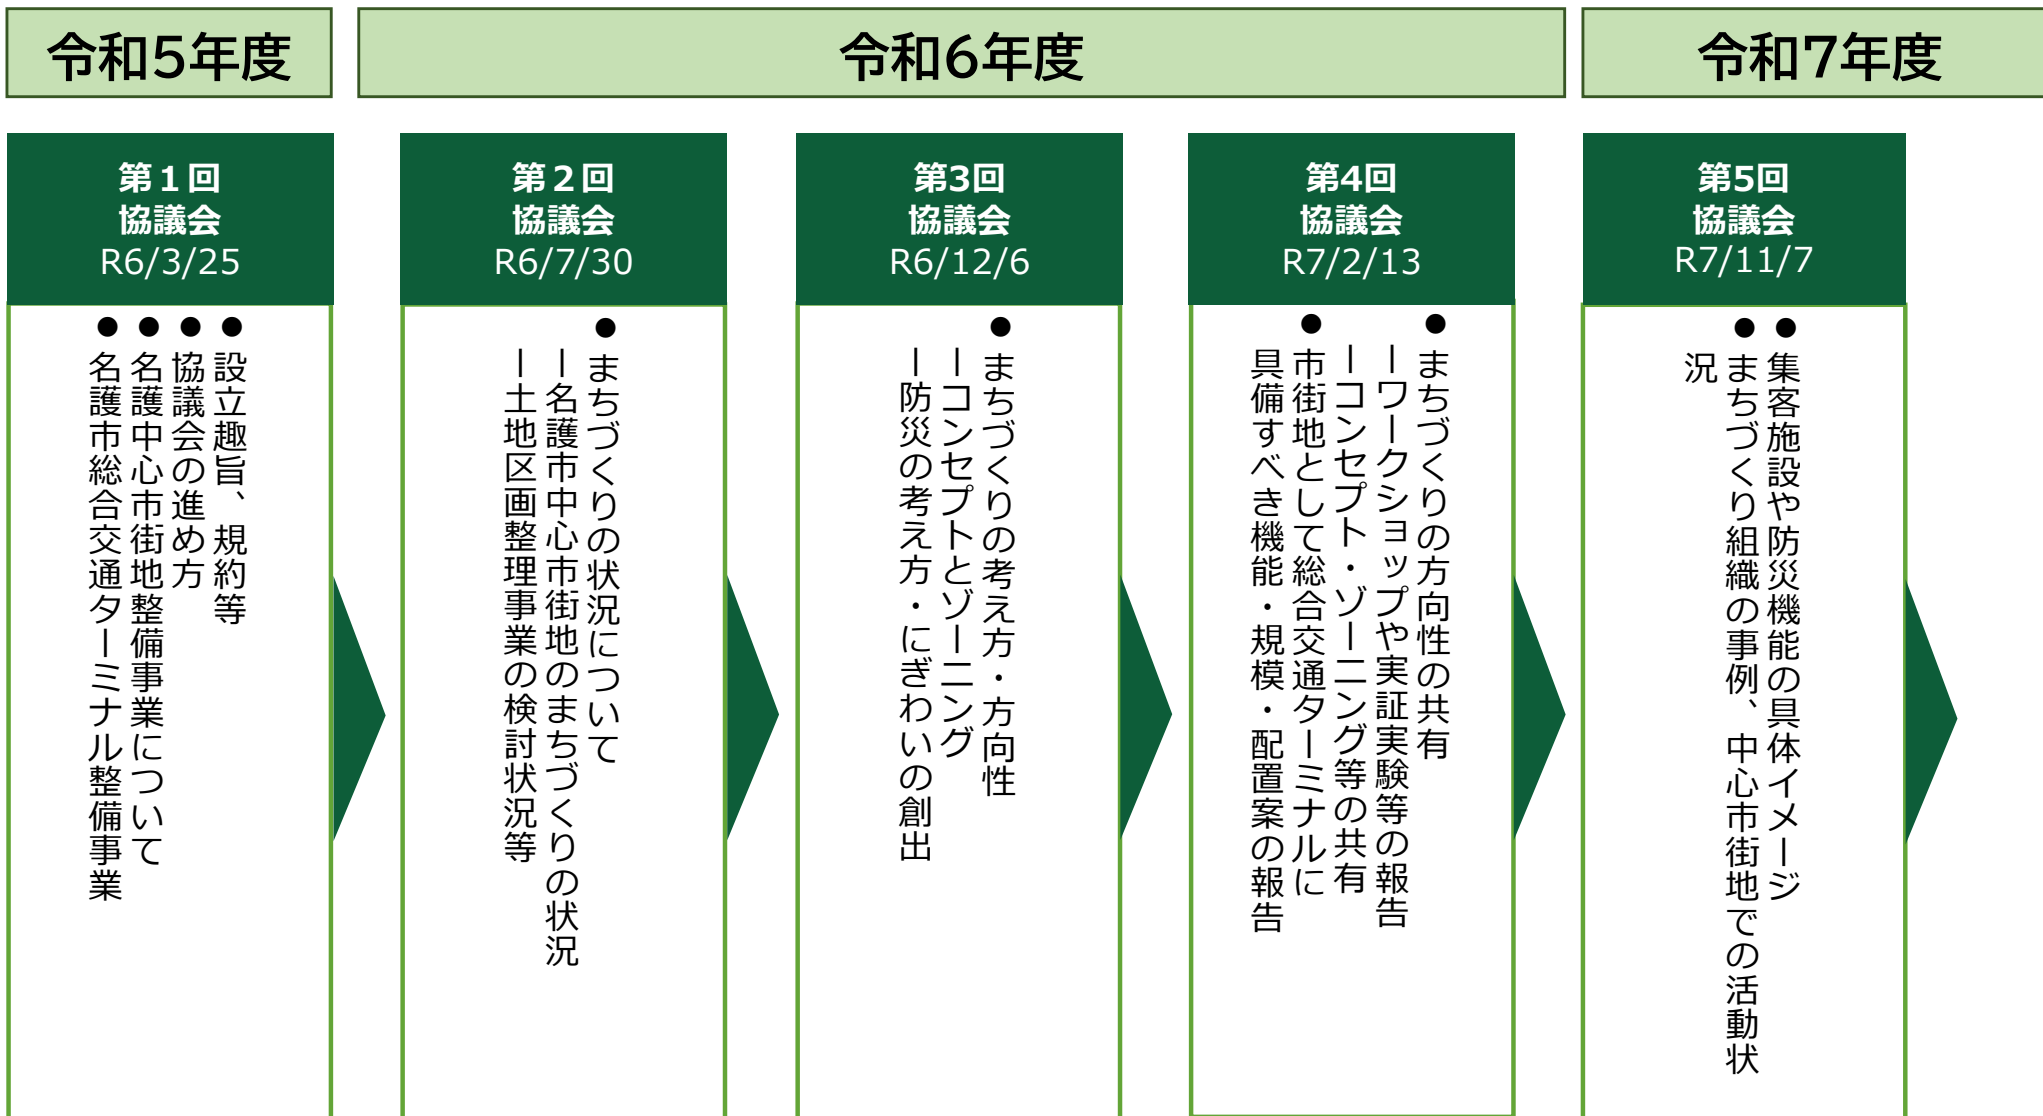 令和5年度
令和6年度
令和7年度
第１回
協議会
R6/3/25
● 設立趣旨、規約等
● 協議会の進め方
● 名護中心市街地整備事業について
● 名護市総合交通ターミナル整備事業
第２回
協議会
R6/7/30
● まちづくりの状況について
ー名護市中心市街地のまちづくりの状況
ー土地区画整理事業の検討状況等
第3回
協議会
R6/12/6
● まちづくりの考え方・方向性
ーコンセプトとゾーニング
ー防災の考え方・にぎわいの創出
第4回
協議会
R7/2/13
● まちづくりの方向性の共有
ーワークショップや実証実験等の報告
ーコンセプト・ゾーニング等の共有
● 市街地として総合交通ターミナルに
具備すべき機能・規模・配置案の報告
第5回
協議会
R7/11/7
● 集客施設や防災機能の具体イメージ
● まちづくり組織の事例、中心市街地での活動状
況